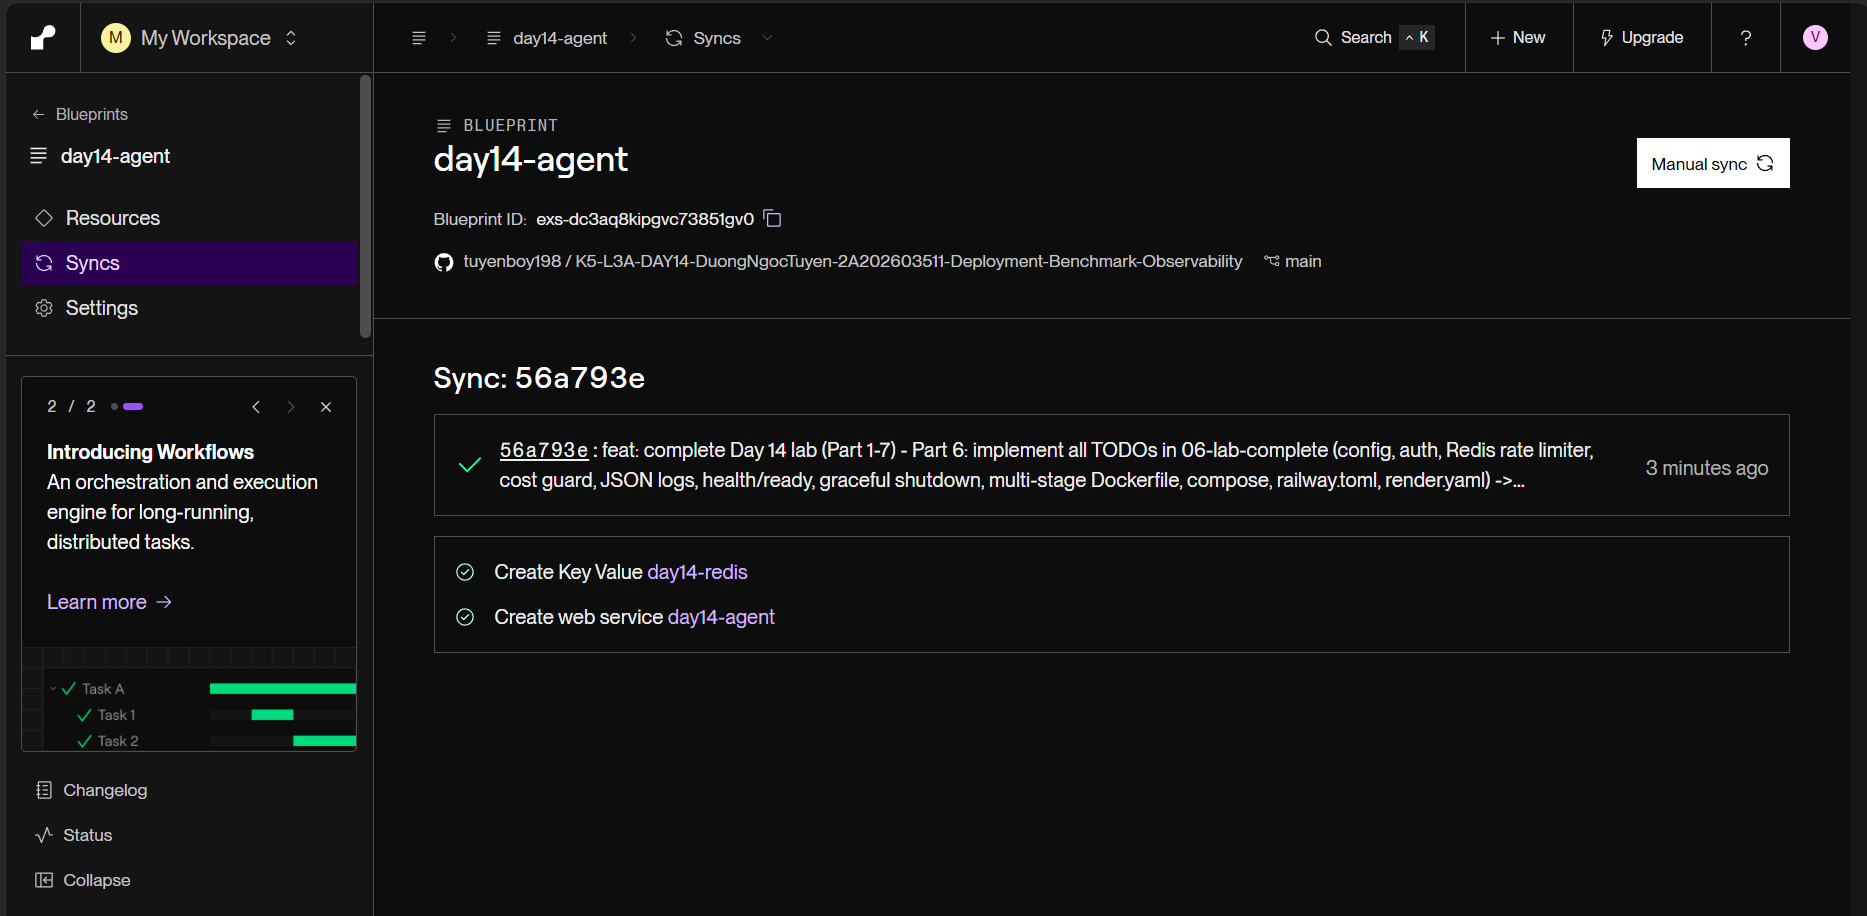 M My Workspace
day14-agent
Syncs
Search ^ K
New
Upgrade
?
V
Blueprints
day14-agent
Resources
Syncs
Settings
2 / 2
Introducing Workflows
An orchestration and execution
engine for long-running,
distributed tasks.
Learn more
Task A
Task 1
Task 2
Changelog
Status
Collapse
BLUEPRINT
day14-agent
Manual sync
Blueprint ID: exs-dc3aq8kipgvc73851gv0
tuyenboy198 / K5-L3A-DAY14-DuongNgocTuyen-2A202603511-Deployment-Benchmark-Observability main
Sync: 56a793e
56a793e : feat: complete Day 14 lab (Part 1-7) - Part 6: implement all TODOs in 06-lab-complete (config, auth, Redis rate limiter,
cost guard, JSON logs, health/ready, graceful shutdown, multi-stage Dockerfile, compose, railway.toml, render.yaml) ->...
3 minutes ago
Create Key Value day14-redis
Create web service day14-agent